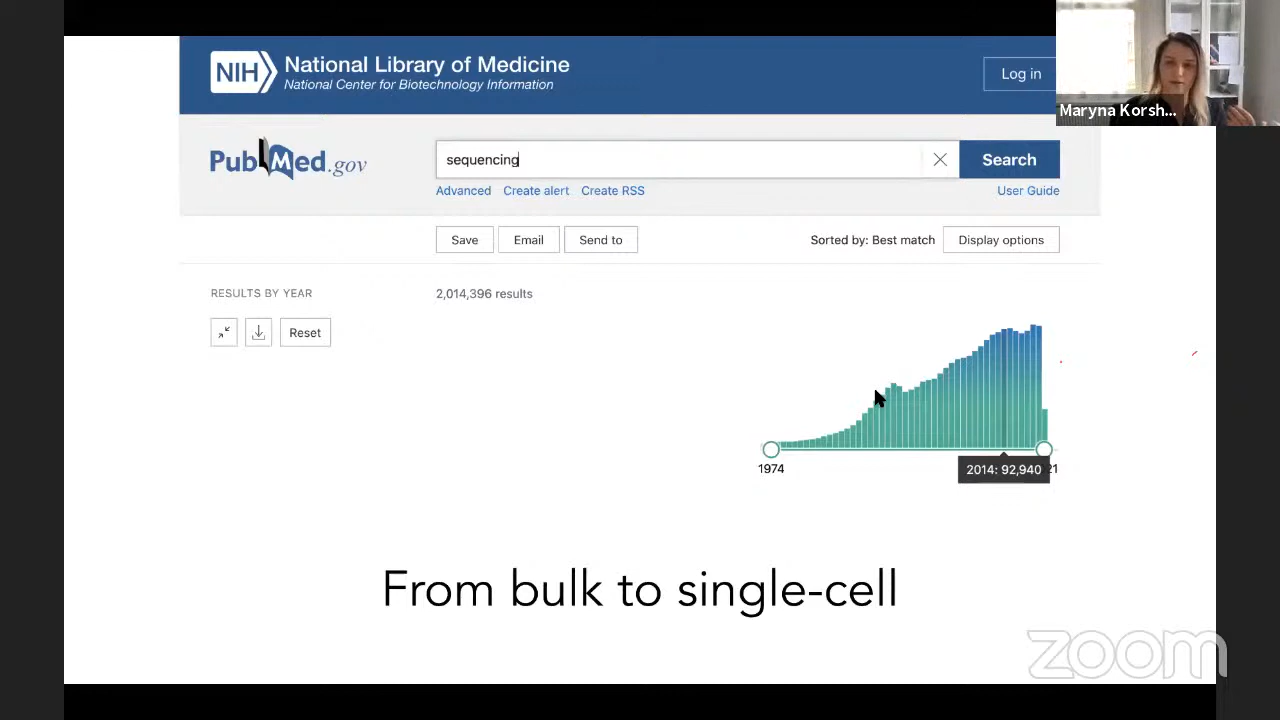 NIH National Library of Medicine
National Center for Biotechnology Information
Log in
Maryna Korsh...
PubMed.gov
sequencing
Search
Advanced Create alert Create RSS
User Guide
Save Email Send to
Sorted by: Best match Display options
RESULTS BY YEAR
2,014,396 results
Reset
1974
2014: 92,940
21
From bulk to single-cell
zoom